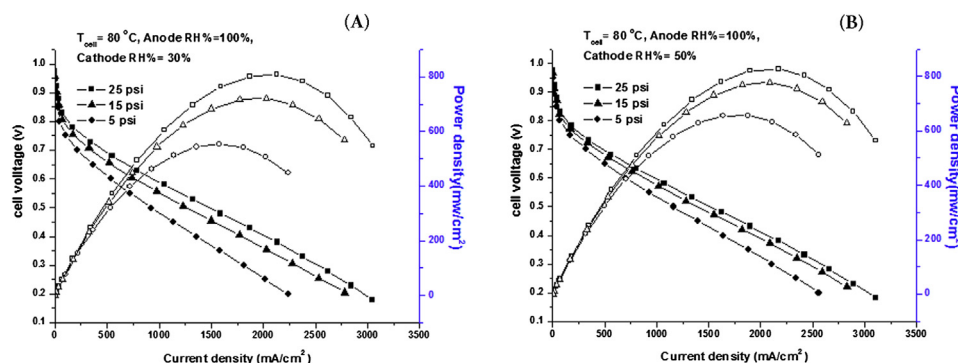 (A)
T_cell = 80 °C, Anode RH%=100%,
Cathode RH%= 30%
25 psi
15 psi
5 psi
cell volltage (v)
1.0
0.9
0.8
0.7
0.6
0.5
0.4
0.3
0.2
0.1
800
600
400
200
0
Power density(mw/cm²)
0 500 1000 1500 2000 2500 3000 3500
Current density (mA/cm²)
(B)
T_cell = 80 °C, Anode RH%=100%,
Cathode RH%= 50%
25 psi
15 psi
5 psi
cell volltage (v)
1.0
0.9
0.8
0.7
0.6
0.5
0.4
0.3
0.2
0.1
800
600
400
200
0
Power density(mw/cm²)
0 500 1000 1500 2000 2500 3000 3500
Current density (mA/cm²)